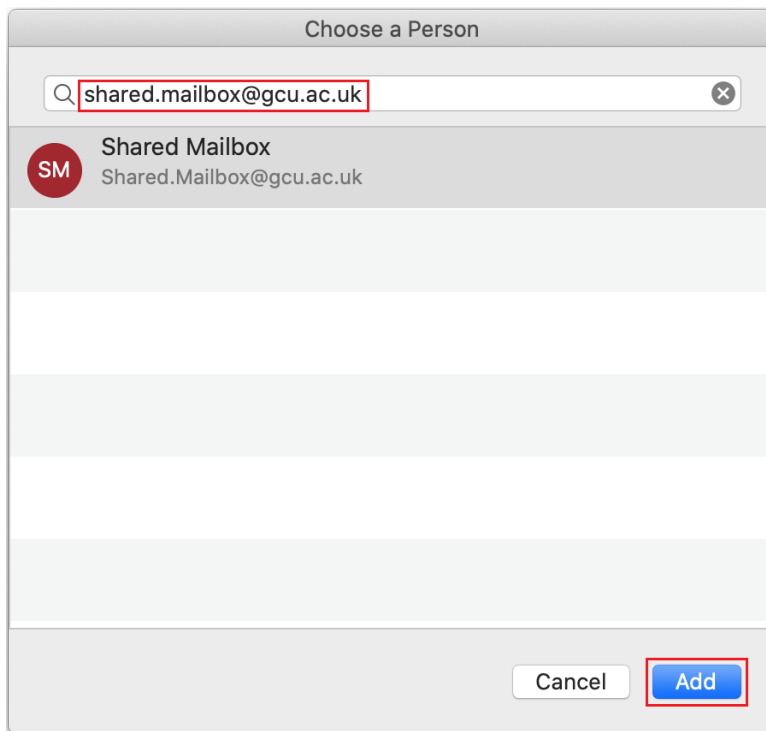 Choose a Person
shared.mailbox@gcu.ac.uk
SM
Shared Mailbox
Shared.Mailbox@gcu.ac.uk
Cancel
Add